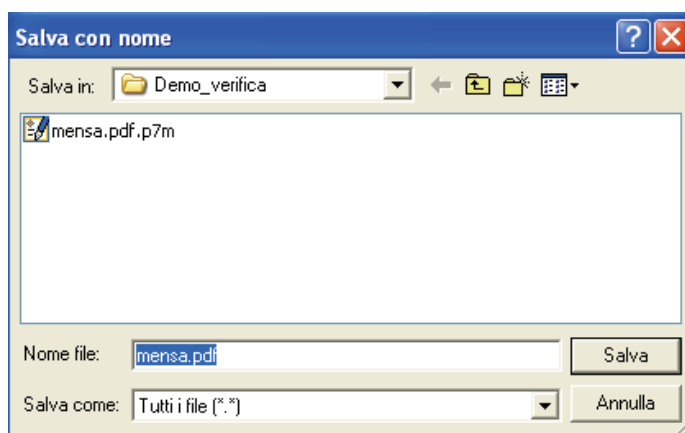 Salva con nome
Salva in: Demo_verifica
mensa.pdf.p7m
Nome file: mensa.pdf Salva
Salva come: Tutti i file (*.*) Annulla